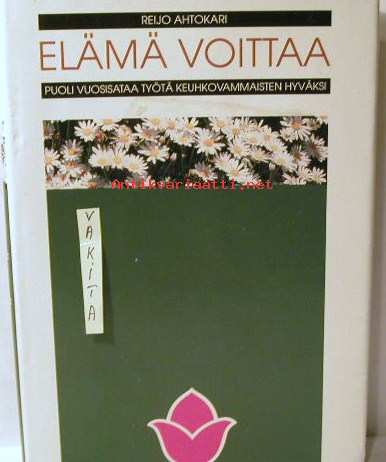 REIJO AHTOKARI
ELÄMÄ VOITTAA
PUOLI VUOSISATAA TYÖTÄ KEUHKOVAMMAISTEN HYVÄKSI
Antikvariaatti.net
VAKITA